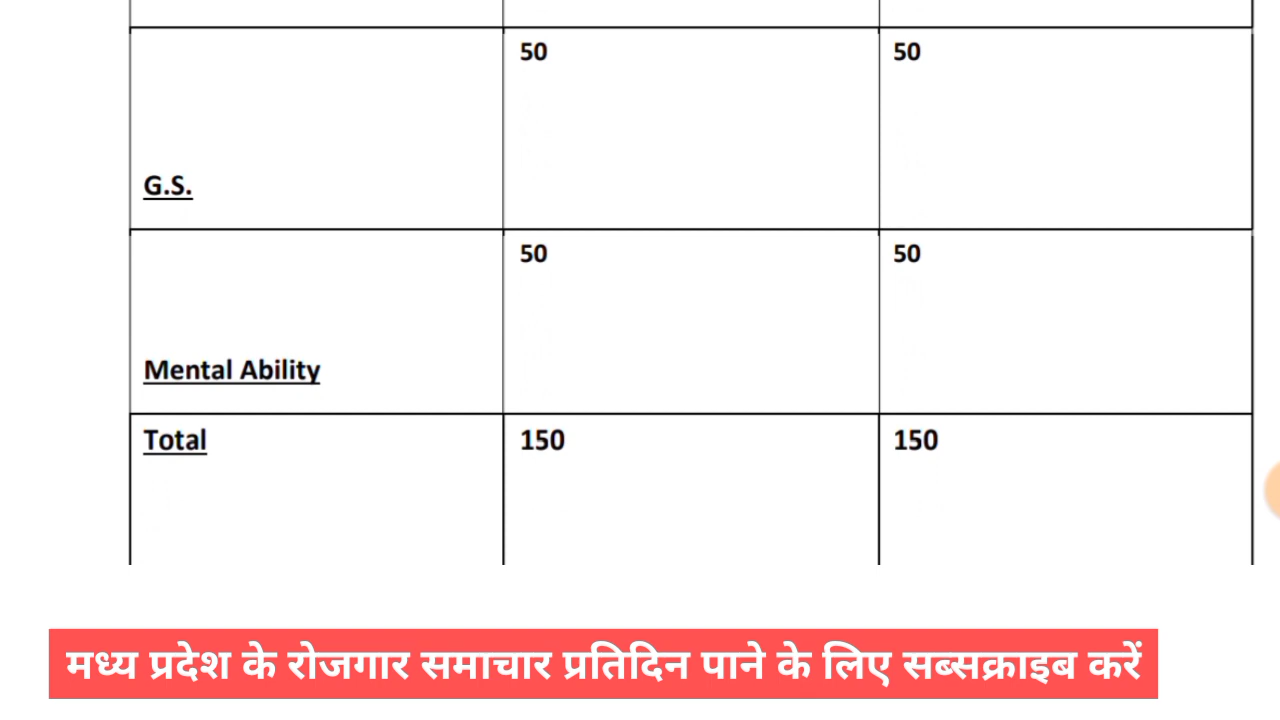 50 50
G.S.
50 50
Mental Ability
Total 150 150
मध्य प्रदेश के रोजगार समाचार प्रतिदिन पाने के लिए सब्सक्राइब करें